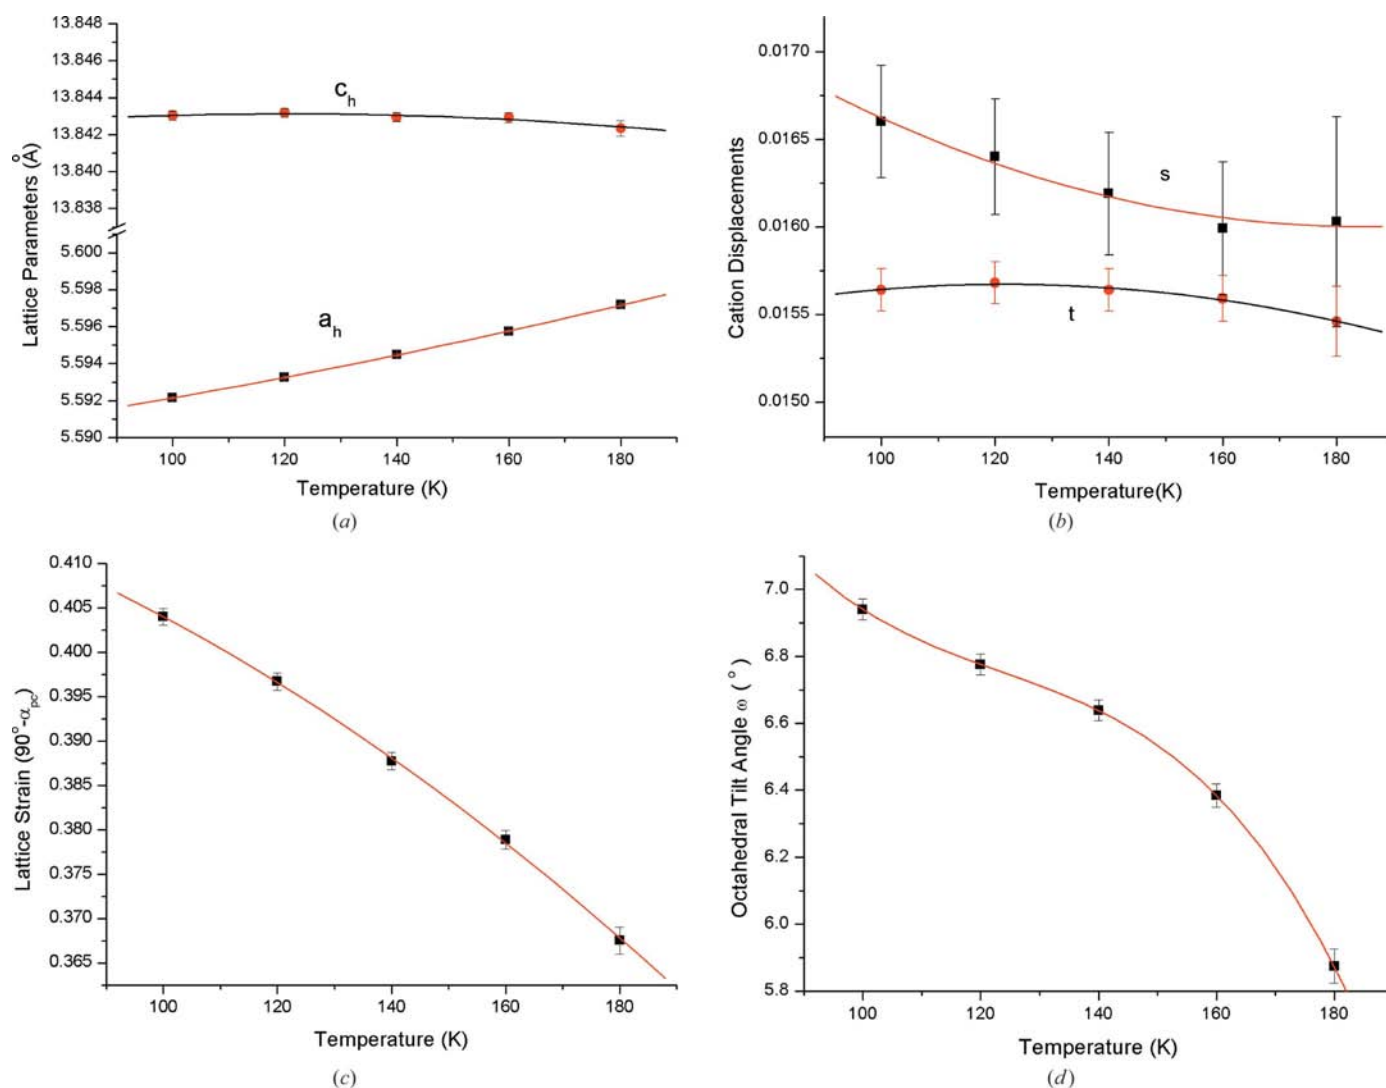 13.848
13.846
13.844
13.842
13.840
13.838
5.600
5.598
5.596
5.594
5.592
5.590
Lattice Parameters (Å)
c_h
a_h
100 120 140 160 180
Temperature (K)
(a)
0.0170
0.0165
0.0160
0.0155
0.0150
Cation Displacements
s
t
100 120 140 160 180
Temperature(K)
(b)
0.410
0.405
0.400
0.395
0.390
0.385
0.380
0.375
0.370
0.365
Lattice Strain (90°-α_pc)
100 120 140 160 180
Temperature (K)
(c)
7.0
6.8
6.6
6.4
6.2
6.0
5.8
Octahedral Tilt Angle ω ( ° )
100 120 140 160 180
Temperature (K)
(d)